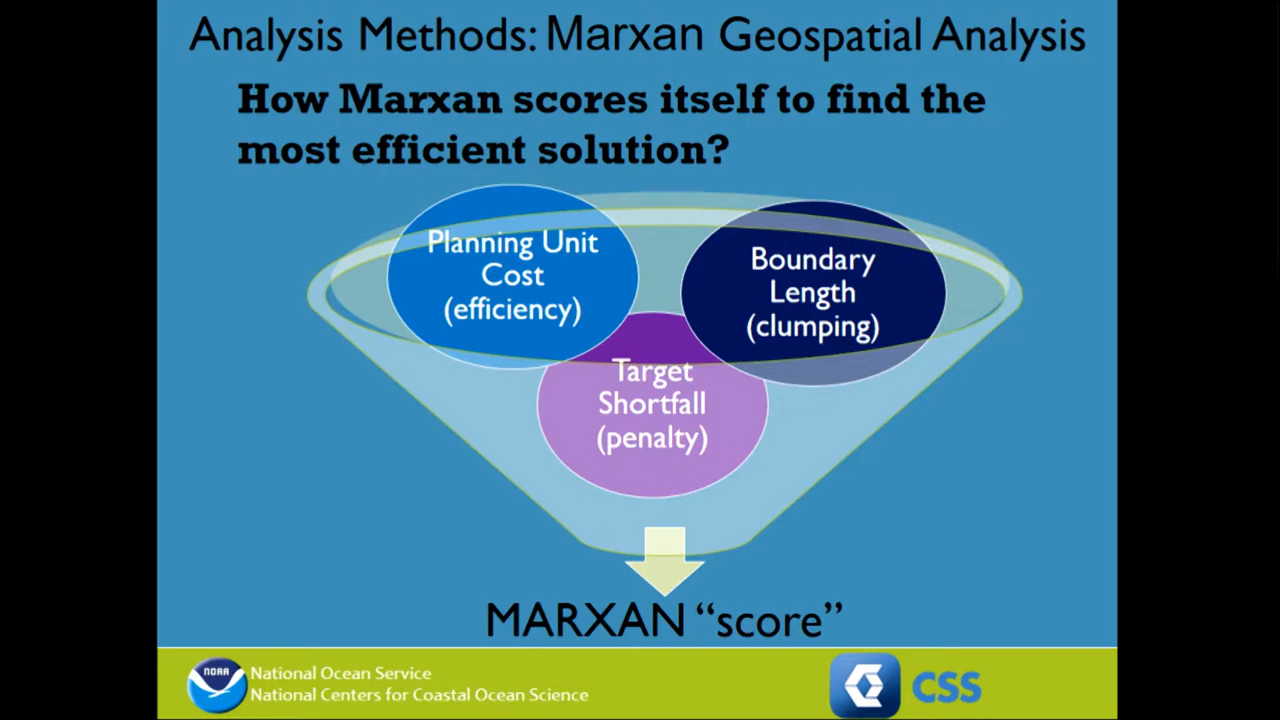 Analysis Methods: Marxan Geospatial Analysis
How Marxan scores itself to find the
most efficient solution?
Planning Unit
Cost
(efficiency)
Boundary
Length
(clumping)
Target
Shortfall
(penalty)
MARXAN “score”
NOAA
National Ocean Service
National Centers for Coastal Ocean Science
CSS